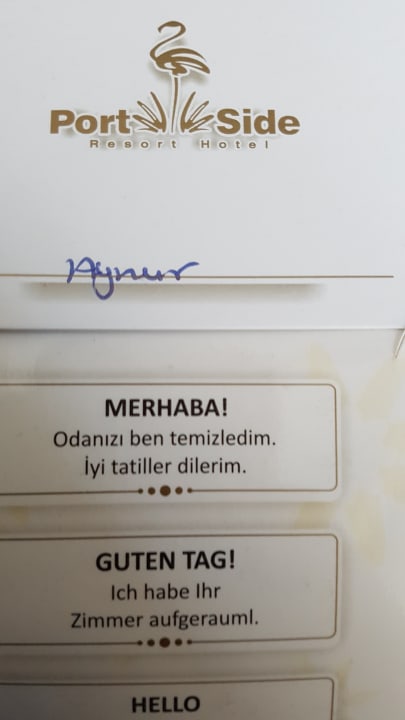 Port Side
Resort Hotel
Aynur
MERHABA!
Odanızı ben temizledim.
İyi tatiller dilerim.
GUTEN TAG!
Ich habe Ihr
Zimmer aufgerauml.
HELLO